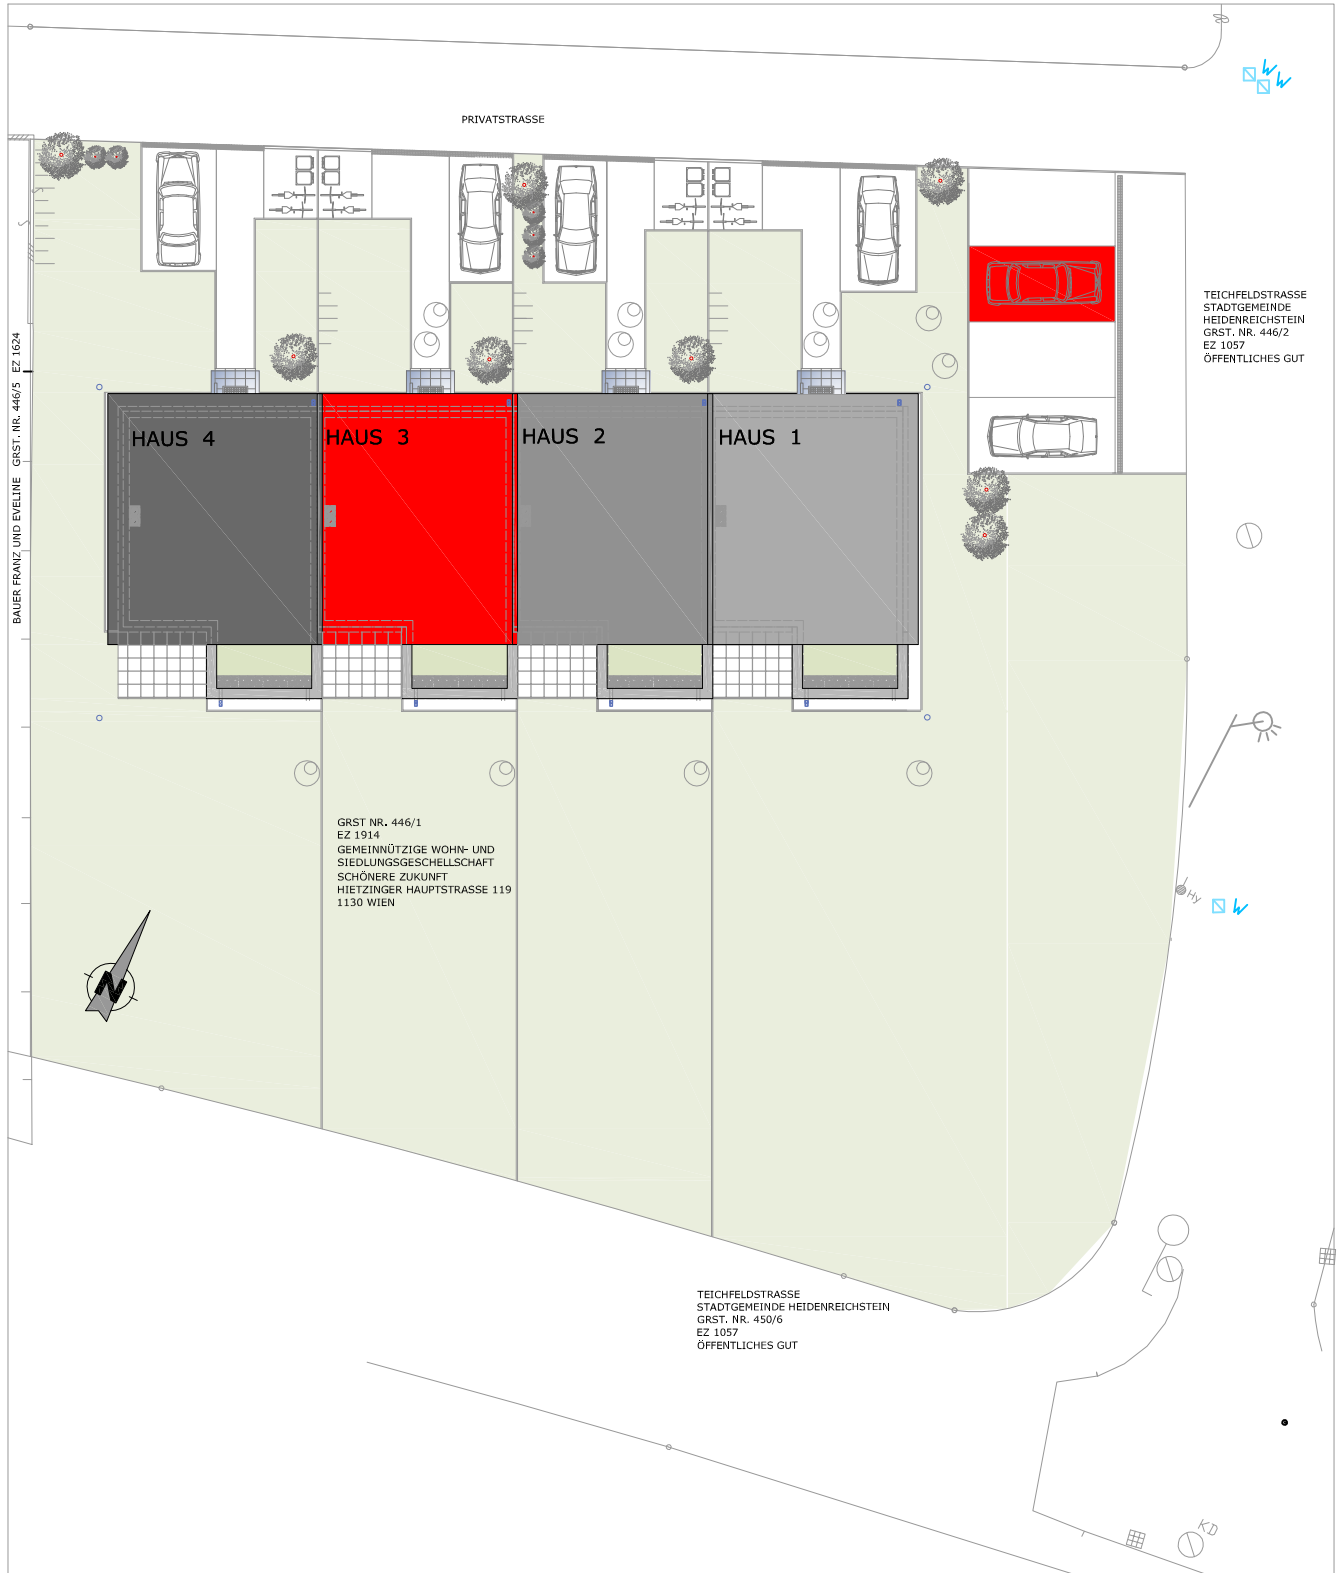 W
W
PRIVATSTRASSE
S
S
TEICHFELDSTRASSE
STADTGEMEINDE
HEIDENREICHSTEIN
GRST. NR. 446/2
EZ 1057
ÖFFENTLICHES GUT
BAUER FRANZ UND EVELINE GRST. NR. 446/5 EZ 1624
HAUS 4
HAUS 3
HAUS 2
HAUS 1
GRST NR. 446/1
EZ 1914
GEMEINNÜTZIGE WOHN- UND
SIEDLUNGSGESCHELLSCHAFT
SCHÖNERE ZUKUNFT
HIETZINGER HAUPTSTRASSE 119
1130 WIEN
Hy
W
N
TEICHFELDSTRASSE
STADTGEMEINDE HEIDENREICHSTEIN
GRST. NR. 450/6
EZ 1057
ÖFFENTLICHES GUT
KD